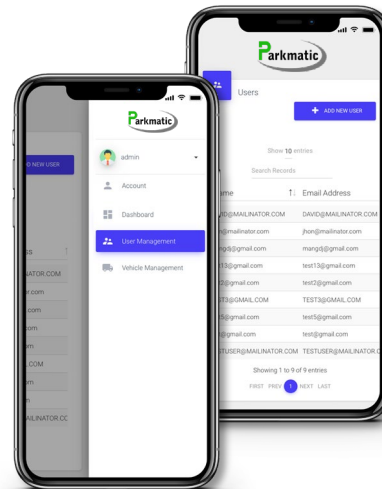 Parkmatic
Users
ADD NEW USER
Show 10 entries
Search Records
Email Address
DAVID@MAILINATOR.COM
jhon@mailinator.com
mangdj@gmail.com
test13@gmail.com
test2@gmail.com
TEST3@GMAIL.COM
test5@gmail.com
test@gmail.com
TESTUSER@MAILINATOR.C
Showing 1 to 9 of 9 entries
FIRST PREV 1 NEXT LAST
Parkmatic
admin
Account
Dashboard
User Management
Vehicle Management
NEW USER